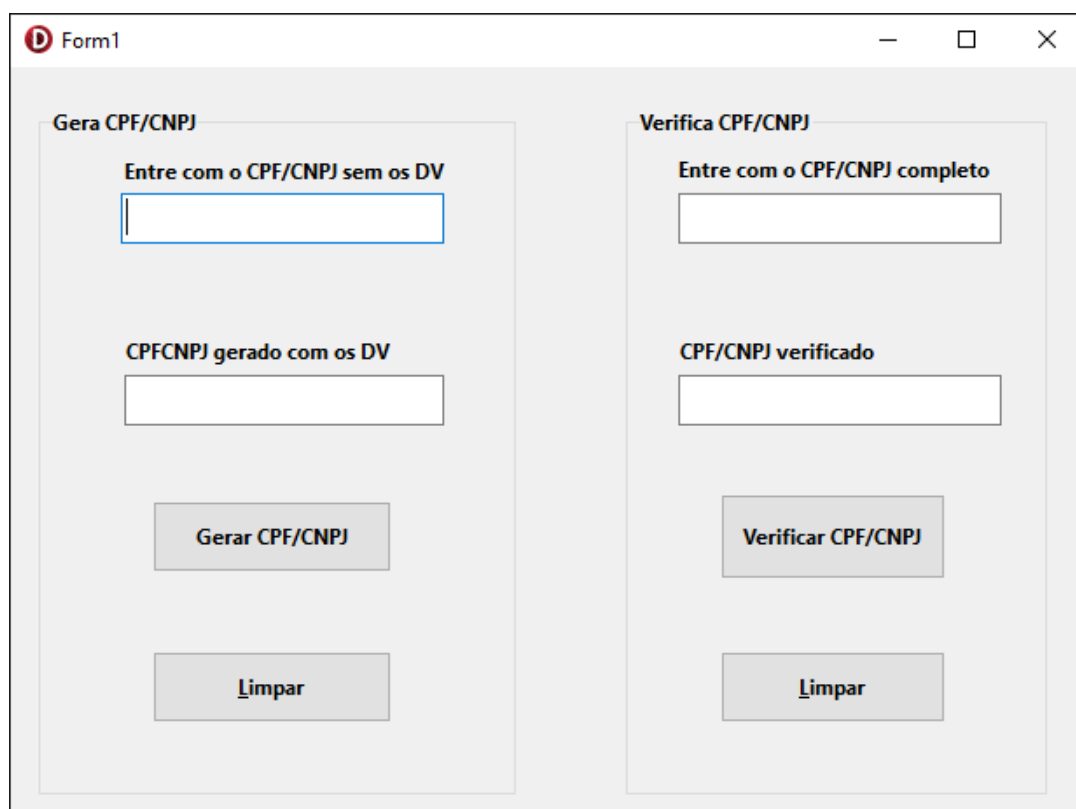 Form1
Gera CPF/CNPJ
Entre com o CPF/CNPJ sem os DV
CPFCNPJ gerado com os DV
Gerar CPF/CNPJ
Limpar
Verifica CPF/CNPJ
Entre com o CPF/CNPJ completo
CPF/CNPJ verificado
Verificar CPF/CNPJ
Limpar